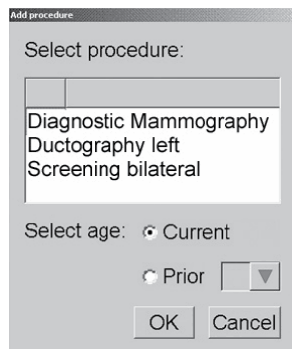 Add procedure
Select procedure:
Diagnostic Mammography
Ductography left
Screening bilateral
Select age: Current
Prior
OK Cancel